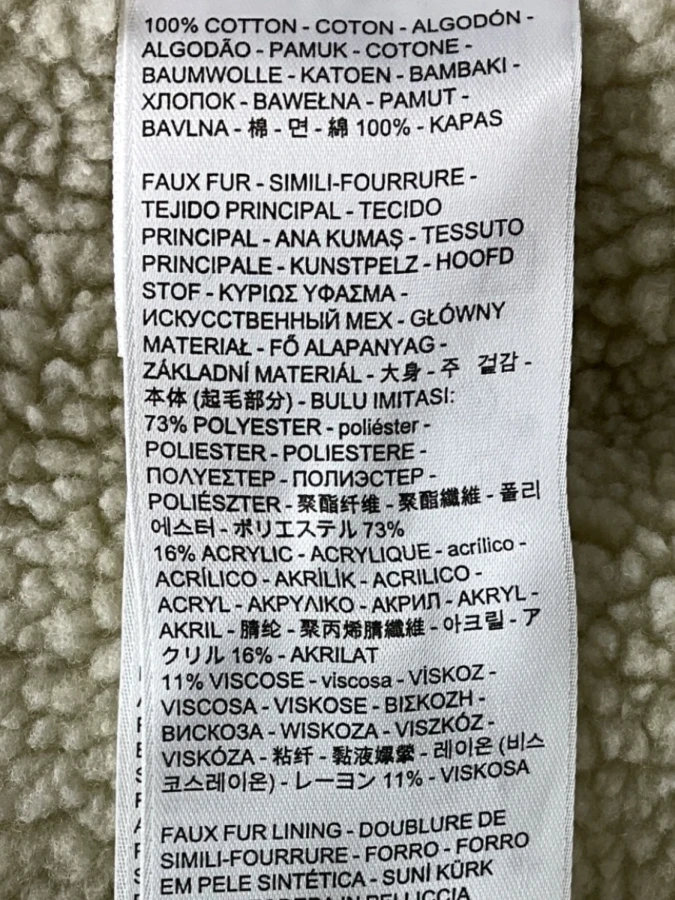 100% COTTON - COTON - ALGODÓN -
ALGODÃO - PAMUK - COTONE -
BAUMWOLLE - KATOEN - BAMBAKI -
ХЛОПОК - BAWEŁNA - PAMUT -
BAVLNA - 棉 - 면 - 綿 100% - KAPAS
FAUX FUR - SIMILI-FOURRURE -
TEJIDO PRINCIPAL - TECIDO
PRINCIPAL - ANA KUMAŞ - TESSUTO
PRINCIPALE - KUNSTPELZ - HOOFD
STOF - ΚΥΡΙΩΣ ΥΦΑΣΜΑ -
ИСКУССТВЕННЫЙ МЕХ - GŁÓWNY
MATERIAŁ - FŐ ALAPANYAG -
ZÁKLADNÍ MATERIÁL - 大身 - 주 겉감 -
本体 (起毛部分) - BULU IMITASI:
73% POLYESTER - poliéster -
POLIESTER - POLIESTERE -
ΠΟΛΥΕΣΤΕΡ - ПОЛИЭСТЕР -
POLIÉSZTER - 聚酯纤维 - 聚酯纖維 - 폴리
에스터 - ポリエステル 73%
16% ACRYLIC - ACRYLIQUE - acrílico -
ACRÍLICO - AKRİLİK - ACRILICO -
ACRYL - ΑΚΡΥΛΙΚΟ - АКРИЛ - AKRYL -
AKRIL - 腈纶 - 聚丙烯腈纖維 - 아크릴 - ア
クリル 16% - AKRILAT
11% VISCOSE - viscosa - VİSKOZ -
VISCOSA - VISKOSE - ΒΙΣΚΟΖΗ -
ВИСКОЗА - WISKOZA - VISZKÓZ -
VISKÓZA - 粘纤 - 黏液嫘縈 - 레이온 (비스
코스레이온) - レーヨン 11% - VISKOSA
FAUX FUR LINING - DOUBLURE DE
SIMILI-FOURRURE - FORRO - FORRO
EM PELE SINTÉTICA - SUNİ KÜRK
IN PELLICCIA